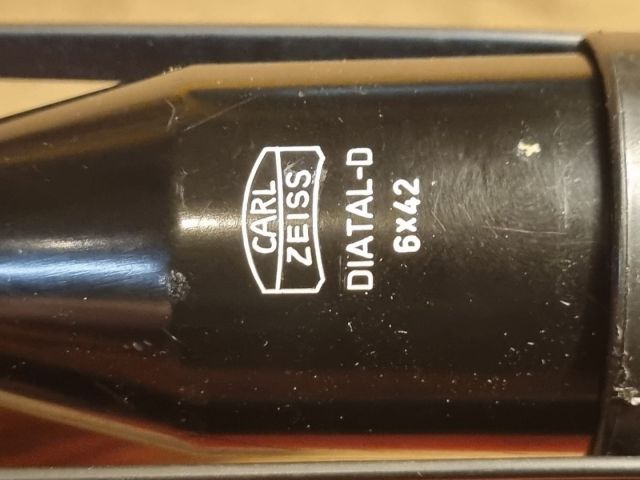 CARL
ZEISS
DIATAL-D
6x42